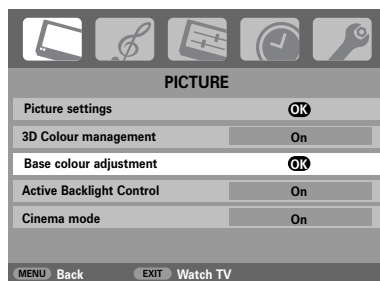 PICTURE
Picture settings OK
3D Colour management On
Base colour adjustment OK
Active Backlight Control On
Cinema mode On
MENU Back EXIT Watch TV